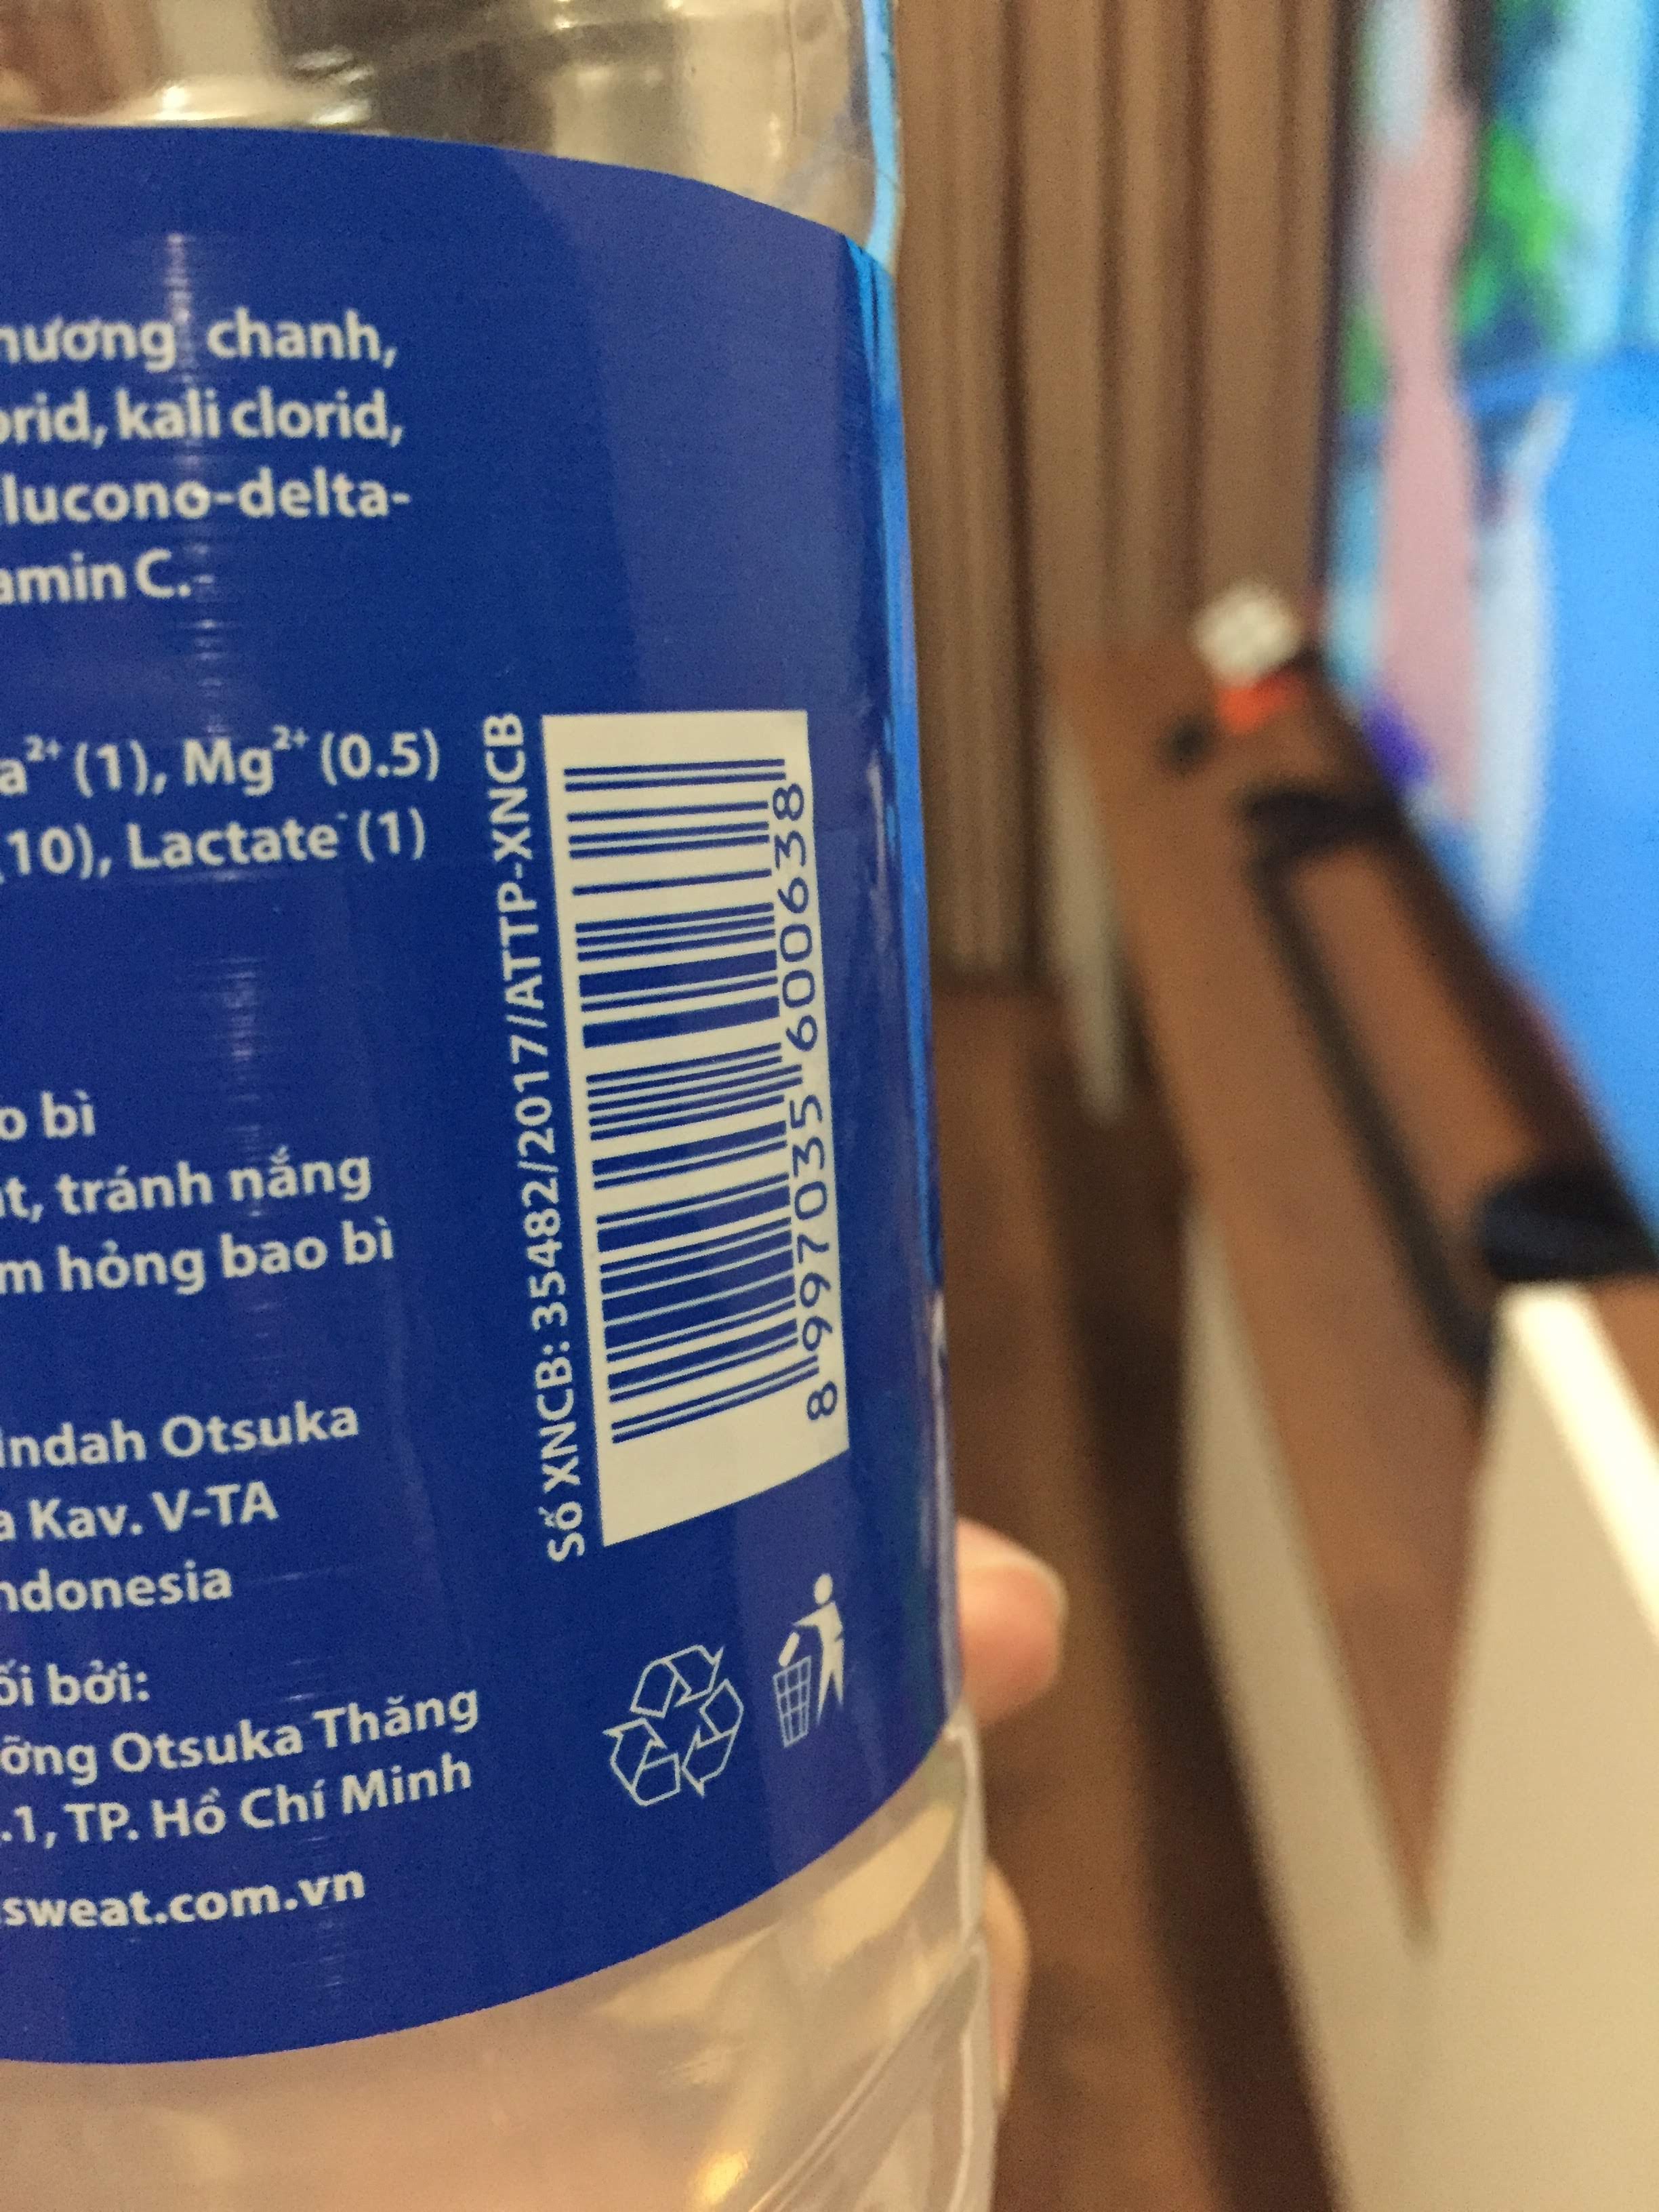 hương chanh,
orid, kali clorid,
lucono-delta-
amin C.
a²⁺ (1), Mg²⁺ (0.5)
(10), Lactate⁻ (1)
o bì
t, tránh nắng
m hỏng bao bì
Indah Otsuka
a Kav. V-TA
ndonesia
ối bởi:
ỡng Otsuka Thăng
.1, TP. Hồ Chí Minh
sweat.com.vn
Số XNCB: 35482/2017/ATTP-XNCB
8 997035 600638